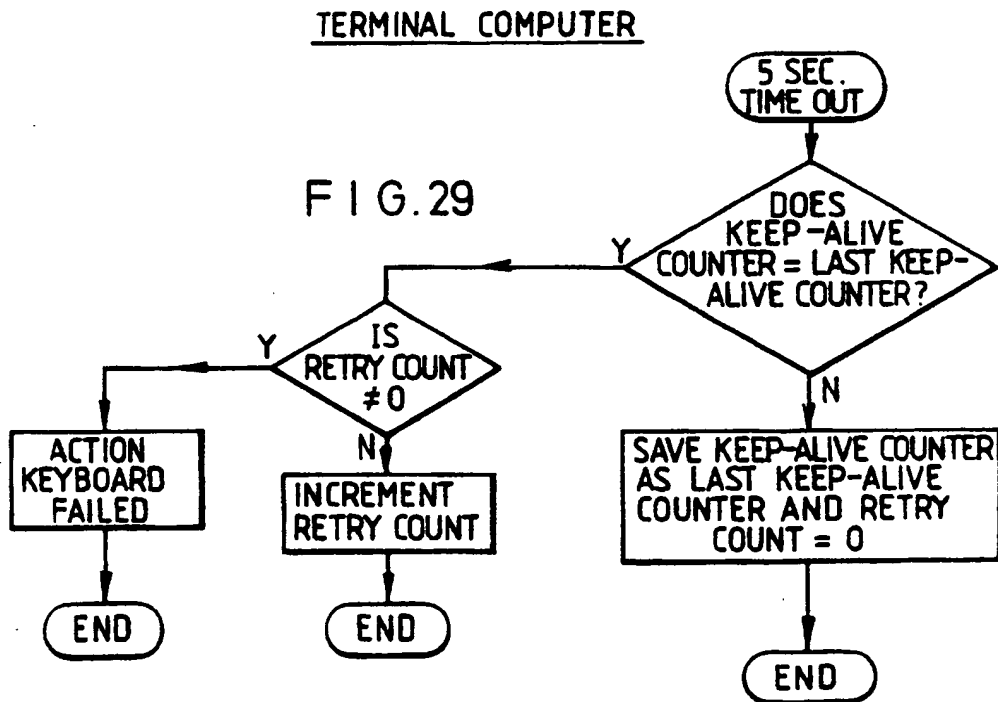 TERMINAL COMPUTER
5 SEC.
TIME OUT
FIG.29
DOES
KEEP-ALIVE
COUNTER = LAST KEEP-
ALIVE COUNTER?
Y
N
IS
RETRY COUNT
≠0
Y
N
ACTION
KEYBOARD
FAILED
INCREMENT
RETRY COUNT
SAVE KEEP-ALIVE COUNTER
AS LAST KEEP-ALIVE
COUNTER AND RETRY
COUNT = 0
END
END
END